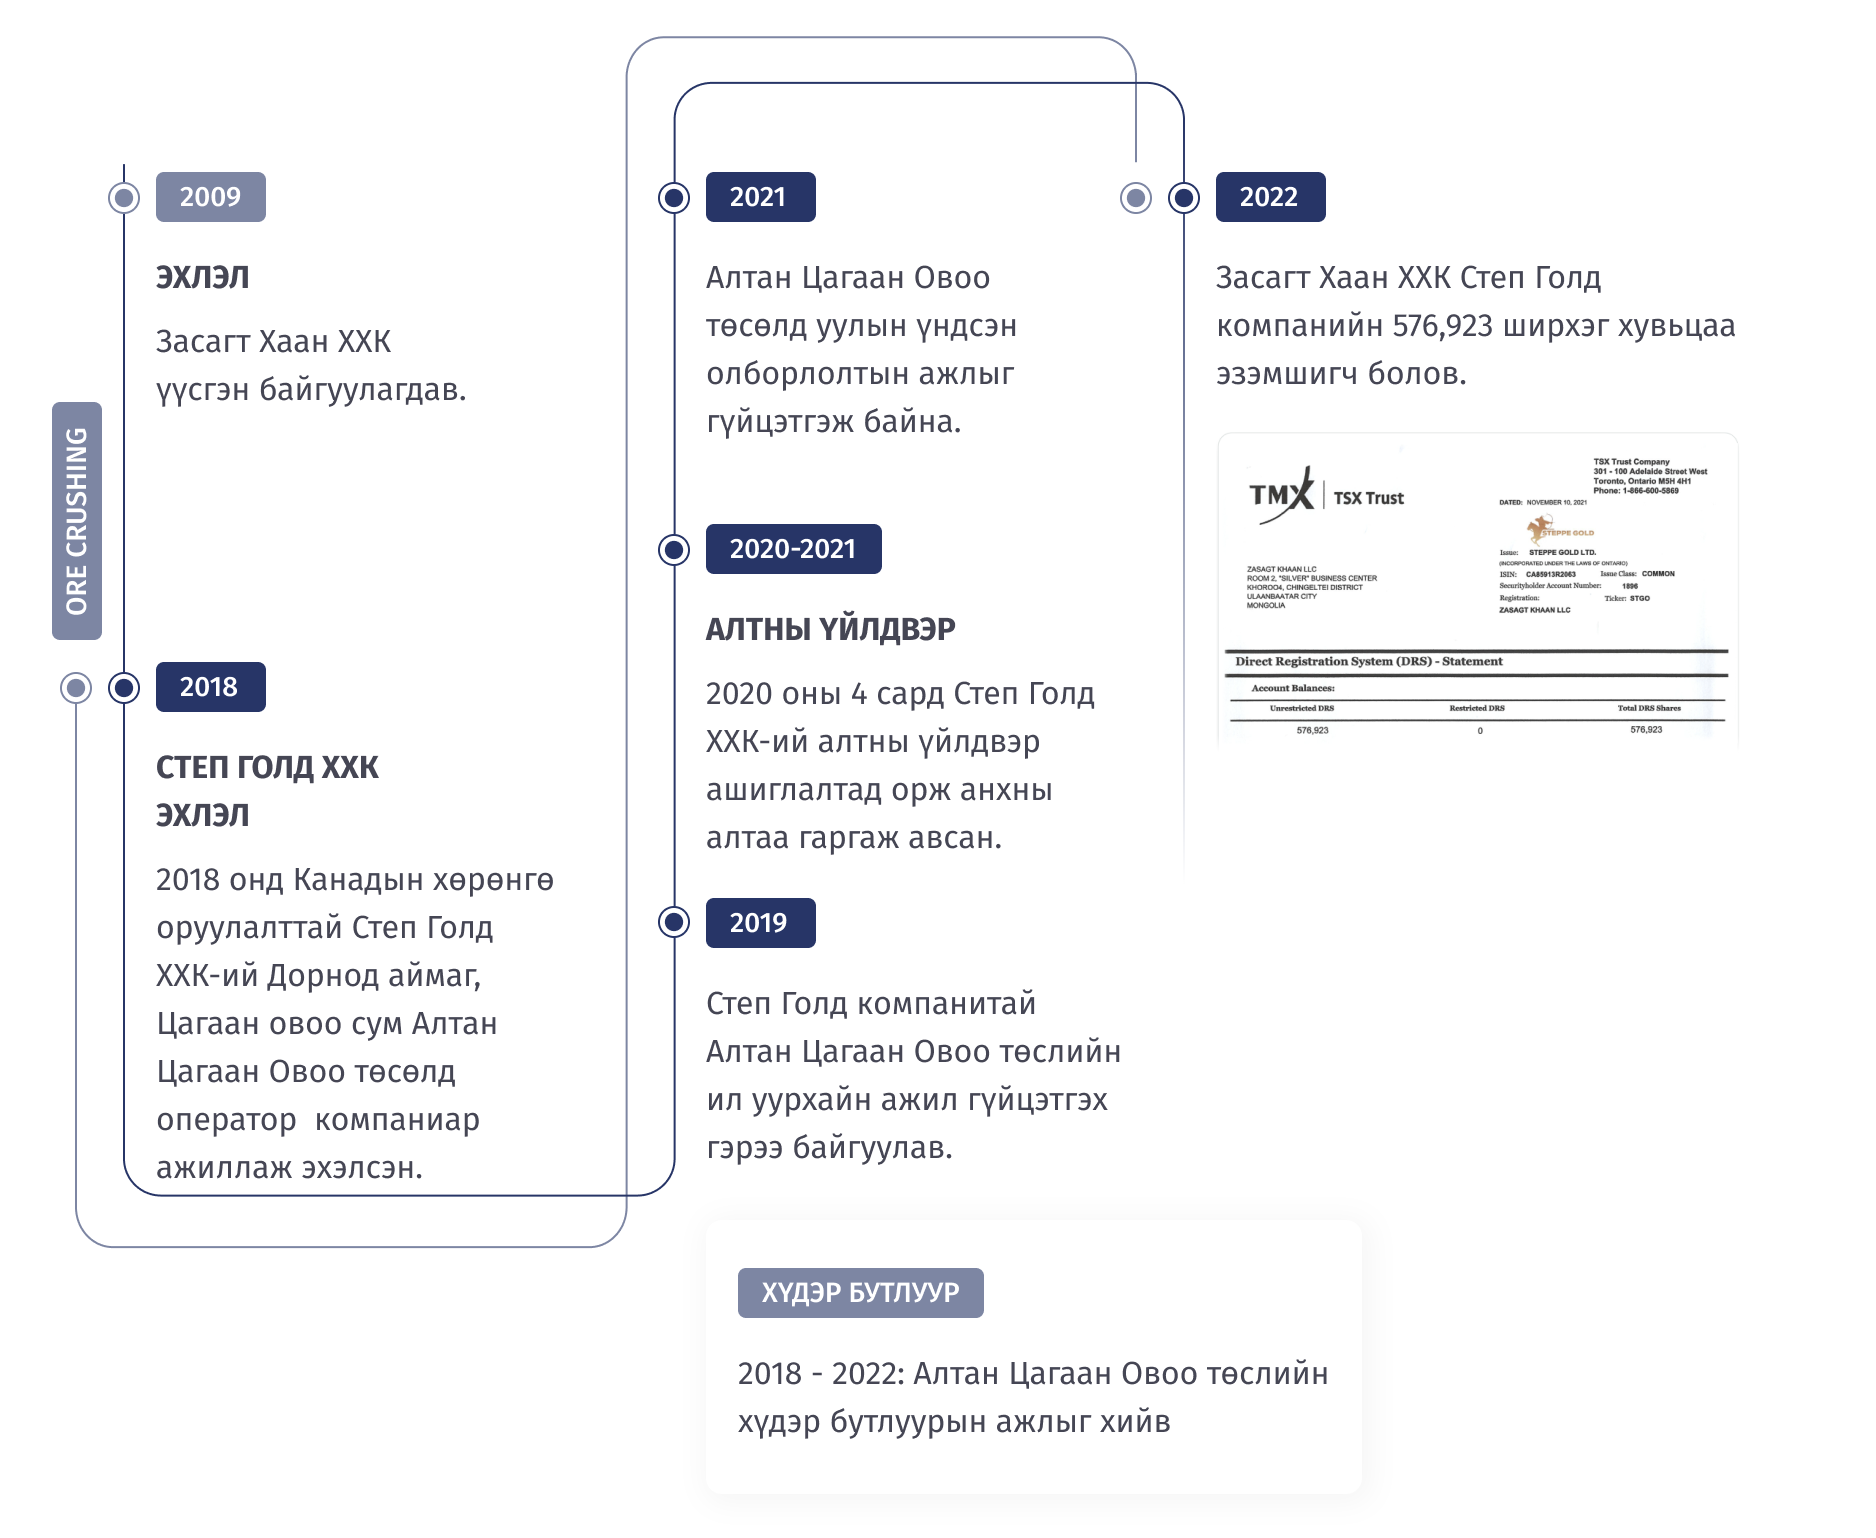 2009
ЭХЛЭЛ
Засагт Хаан ХХК
үүсгэн байгуулагдав.
ORE CRUSHING
2018
СТЕП ГОЛД ХХК
ЭХЛЭЛ
2018 онд Канадын хөрөнгө
оруулалттай Степ Голд
ХХК-ий Дорнод аймаг,
Цагаан овоо сум Алтан
Цагаан Овоо төсөлд
оператор  компаниар
ажиллаж эхэлсэн.
2021
Алтан Цагаан Овоо
төсөлд уулын үндсэн
олборлолтын ажлыг
гүйцэтгэж байна.
2020-2021
АЛТНЫ ҮЙЛДВЭР
2020 оны 4 сард Степ Голд
ХХК-ий алтны үйлдвэр
ашиглалтад орж анхны
алтаа гаргаж авсан.
2019
Степ Голд компанитай
Алтан Цагаан Овоо төслийн
ил уурхайн ажил гүйцэтгэх
гэрээ байгуулав.
2022
Засагт Хаан ХХК Степ Голд
компанийн 576,923 ширхэг хувьцаа
эзэмшигч болов.
TMX TSX Trust
TSX Trust Company
301 - 100 Adelaide Street West
Toronto, Ontario M5H 4H1
Phone: 1-866-600-5869
DATED: NOVEMBER 10, 2021
STEPPE GOLD
Issue: STEPPE GOLD LTD.
(INCORPORATED UNDER THE LAWS OF ONTARIO)
ISIN: CA85913R2063 Issue Class: COMMON
Securityholder Account Number: 1896
Registration: Ticker: STGO
ZASAGT KHAAN LLC
ZASAGT KHAAN LLC
ROOM 2, "SILVER" BUSINESS CENTER
KHOROO4, CHINGELTEI DISTRICT
ULAANBAATAR CITY
MONGOLIA
Direct Registration System (DRS) - Statement
Account Balances:
Unrestricted DRS Restricted DRS Total DRS Shares
576,923 0 576,923
ХҮДЭР БУТЛУУР
2018 - 2022: Алтан Цагаан Овоо төслийн
хүдэр бутлуурын ажлыг хийв